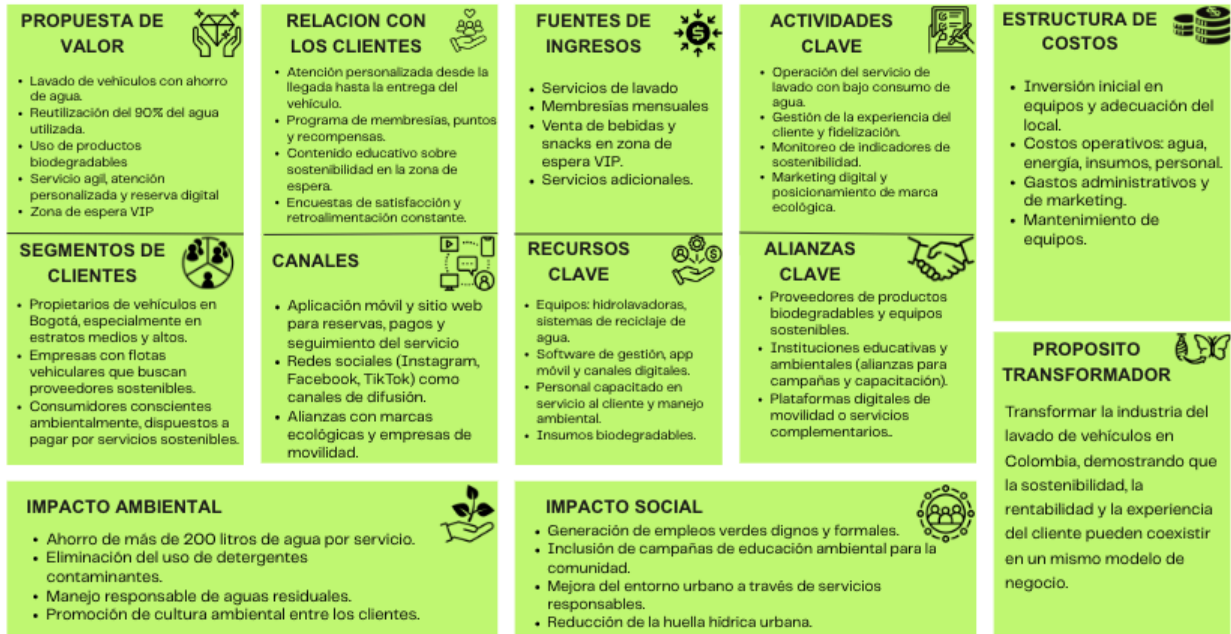 PROPUESTA DE
VALOR
• Lavado de vehículos con ahorro
de agua.
• Reutilización del 90% del agua
utilizada.
• Uso de productos
biodegradables
• Servicio agil, atención
personalizada y reserva digital
• Zona de espera VIP
RELACION CON
LOS CLIENTES
• Atención personalizada desde la
llegada hasta la entrega del
vehículo.
• Programa de membresías, puntos
y recompensas.
• Contenido educativo sobre
sostenibilidad en la zona de
espera.
• Encuestas de satisfacción y
retroalimentación constante.
FUENTES DE
INGRESOS
• Servicios de lavado
• Membresías mensuales
• Venta de bebidas y
snacks en zona de
espera VIP.
• Servicios adicionales.
ACTIVIDADES
CLAVE
• Operación del servicio de
lavado con bajo consumo de
agua.
• Gestión de la experiencia del
cliente y fidelización.
• Monitoreo de indicadores de
sostenibilidad.
• Marketing digital y
posicionamiento de marca
ecológica.
ESTRUCTURA DE
COSTOS
• Inversión inicial en
equipos y adecuación del
local.
• Costos operativos: agua,
energía, insumos, personal.
• Gastos administrativos y
de marketing.
• Mantenimiento de
equipos.
SEGMENTOS DE
CLIENTES
• Propietarios de vehículos en
Bogotá, especialmente en
estratos medios y altos.
• Empresas con flotas
vehiculares que buscan
proveedores sostenibles.
• Consumidores conscientes
ambientalmente, dispuestos a
pagar por servicios sostenibles.
CANALES
• Aplicación móvil y sitio web
para reservas, pagos y
seguimiento del servicio
• Redes sociales (Instagram,
Facebook, TikTok) como
canales de difusión.
• Alianzas con marcas
ecológicas y empresas de
movilidad.
RECURSOS
CLAVE
• Equipos: hidrolavadoras,
sistemas de reciclaje de
agua.
• Software de gestión, app
móvil y canales digitales.
• Personal capacitado en
servicio al cliente y manejo
ambiental.
• Insumos biodegradables.
ALIANZAS
CLAVE
• Proveedores de productos
biodegradables y equipos
sostenibles.
• Instituciones educativas y
ambientales (alianzas para
campañas y capacitación).
• Plataformas digitales de
movilidad o servicios
complementarios..
PROPOSITO
TRANSFORMADOR
Transformar la industria del
lavado de vehículos en
Colombia, demostrando que
la sostenibilidad, la
rentabilidad y la experiencia
del cliente pueden coexistir
en un mismo modelo de
negocio.
IMPACTO AMBIENTAL
• Ahorro de más de 200 litros de agua por servicio.
• Eliminación del uso de detergentes
contaminantes.
• Manejo responsable de aguas residuales.
• Promoción de cultura ambiental entre los clientes.
IMPACTO SOCIAL
• Generación de empleos verdes dignos y formales.
• Inclusión de campañas de educación ambiental para la
comunidad.
• Mejora del entorno urbano a través de servicios
responsables.
• Reducción de la huella hídrica urbana.